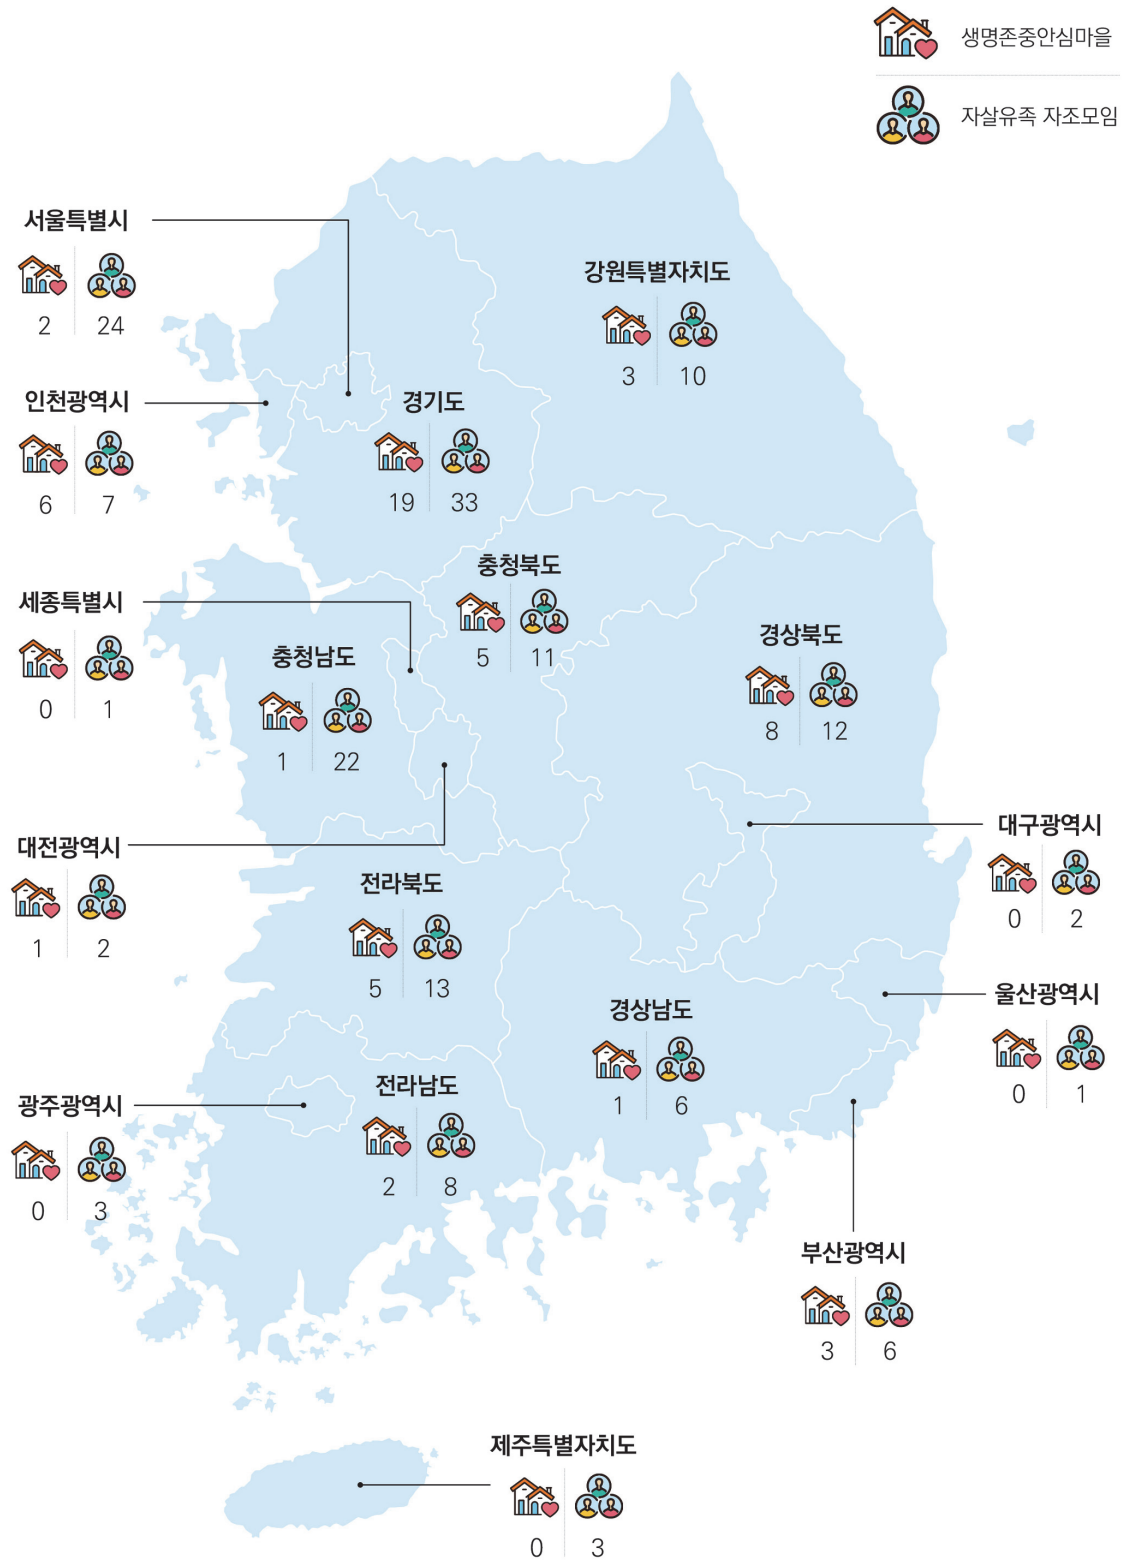 생명존중안심마을
자살유족 자조모임
서울특별시
2 24
강원특별자치도
3 10
인천광역시
6 7
경기도
19 33
충청북도
5 11
세종특별시
0 1
충청남도
1 22
경상북도
8 12
대전광역시
1 2
대구광역시
0 2
전라북도
5 13
울산광역시
0 1
경상남도
1 6
전라남도
2 8
광주광역시
0 3
부산광역시
3 6
제주특별자치도
0 3